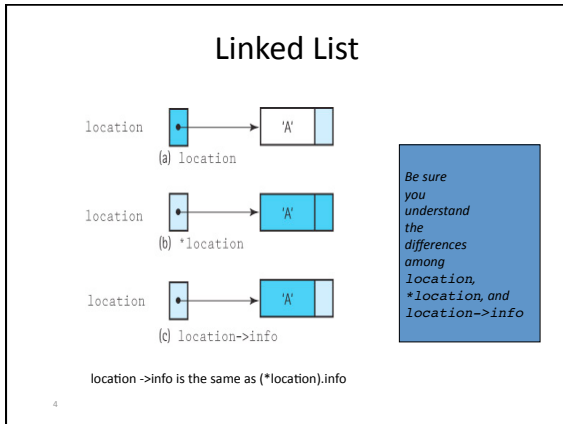 Linked List
location
'A'
(a) location
location
'A'
(b) *location
location
'A'
(c) location->info
Be sure
you
understand
the
differences
among
location,
*location, and
location->info
location ->info is the same as (*location).info
4